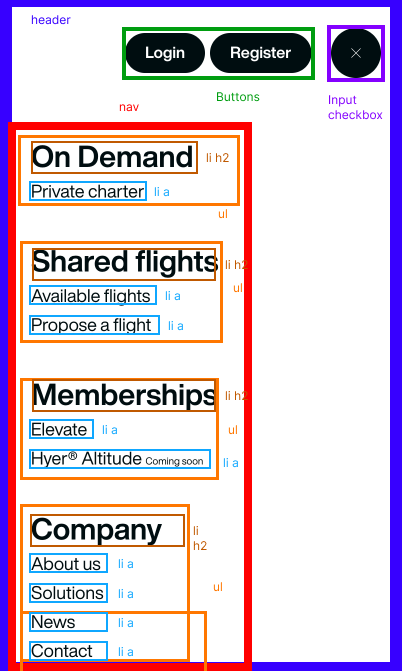 header
Login
Register
Buttons
Input
checkbox
nav
On Demand li h2
Private charter li a
ul
Shared flights li h2
ul
Available flights li a
Propose a flight li a
Memberships li h2
Elevate li a
ul
Hyer® Altitude Coming soon li a
Company li
h2
About us li a
ul
Solutions li a
News li a
Contact li a